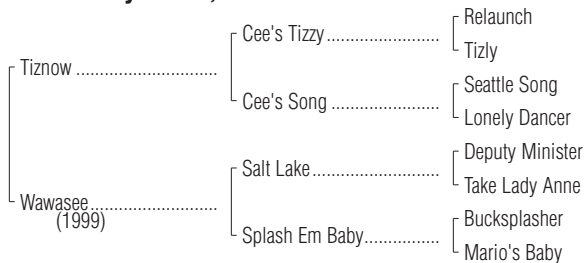 Relaunch
Cee's Tizzy ........................
Tizly
Tiznow ..............................
Seattle Song
Cee's Song .......................
Lonely Dancer
Deputy Minister
Salt Lake...........................
Take Lady Anne
Wawasee...........................
(1999)
Bucksplasher
Splash Em Baby................
Mario's Baby